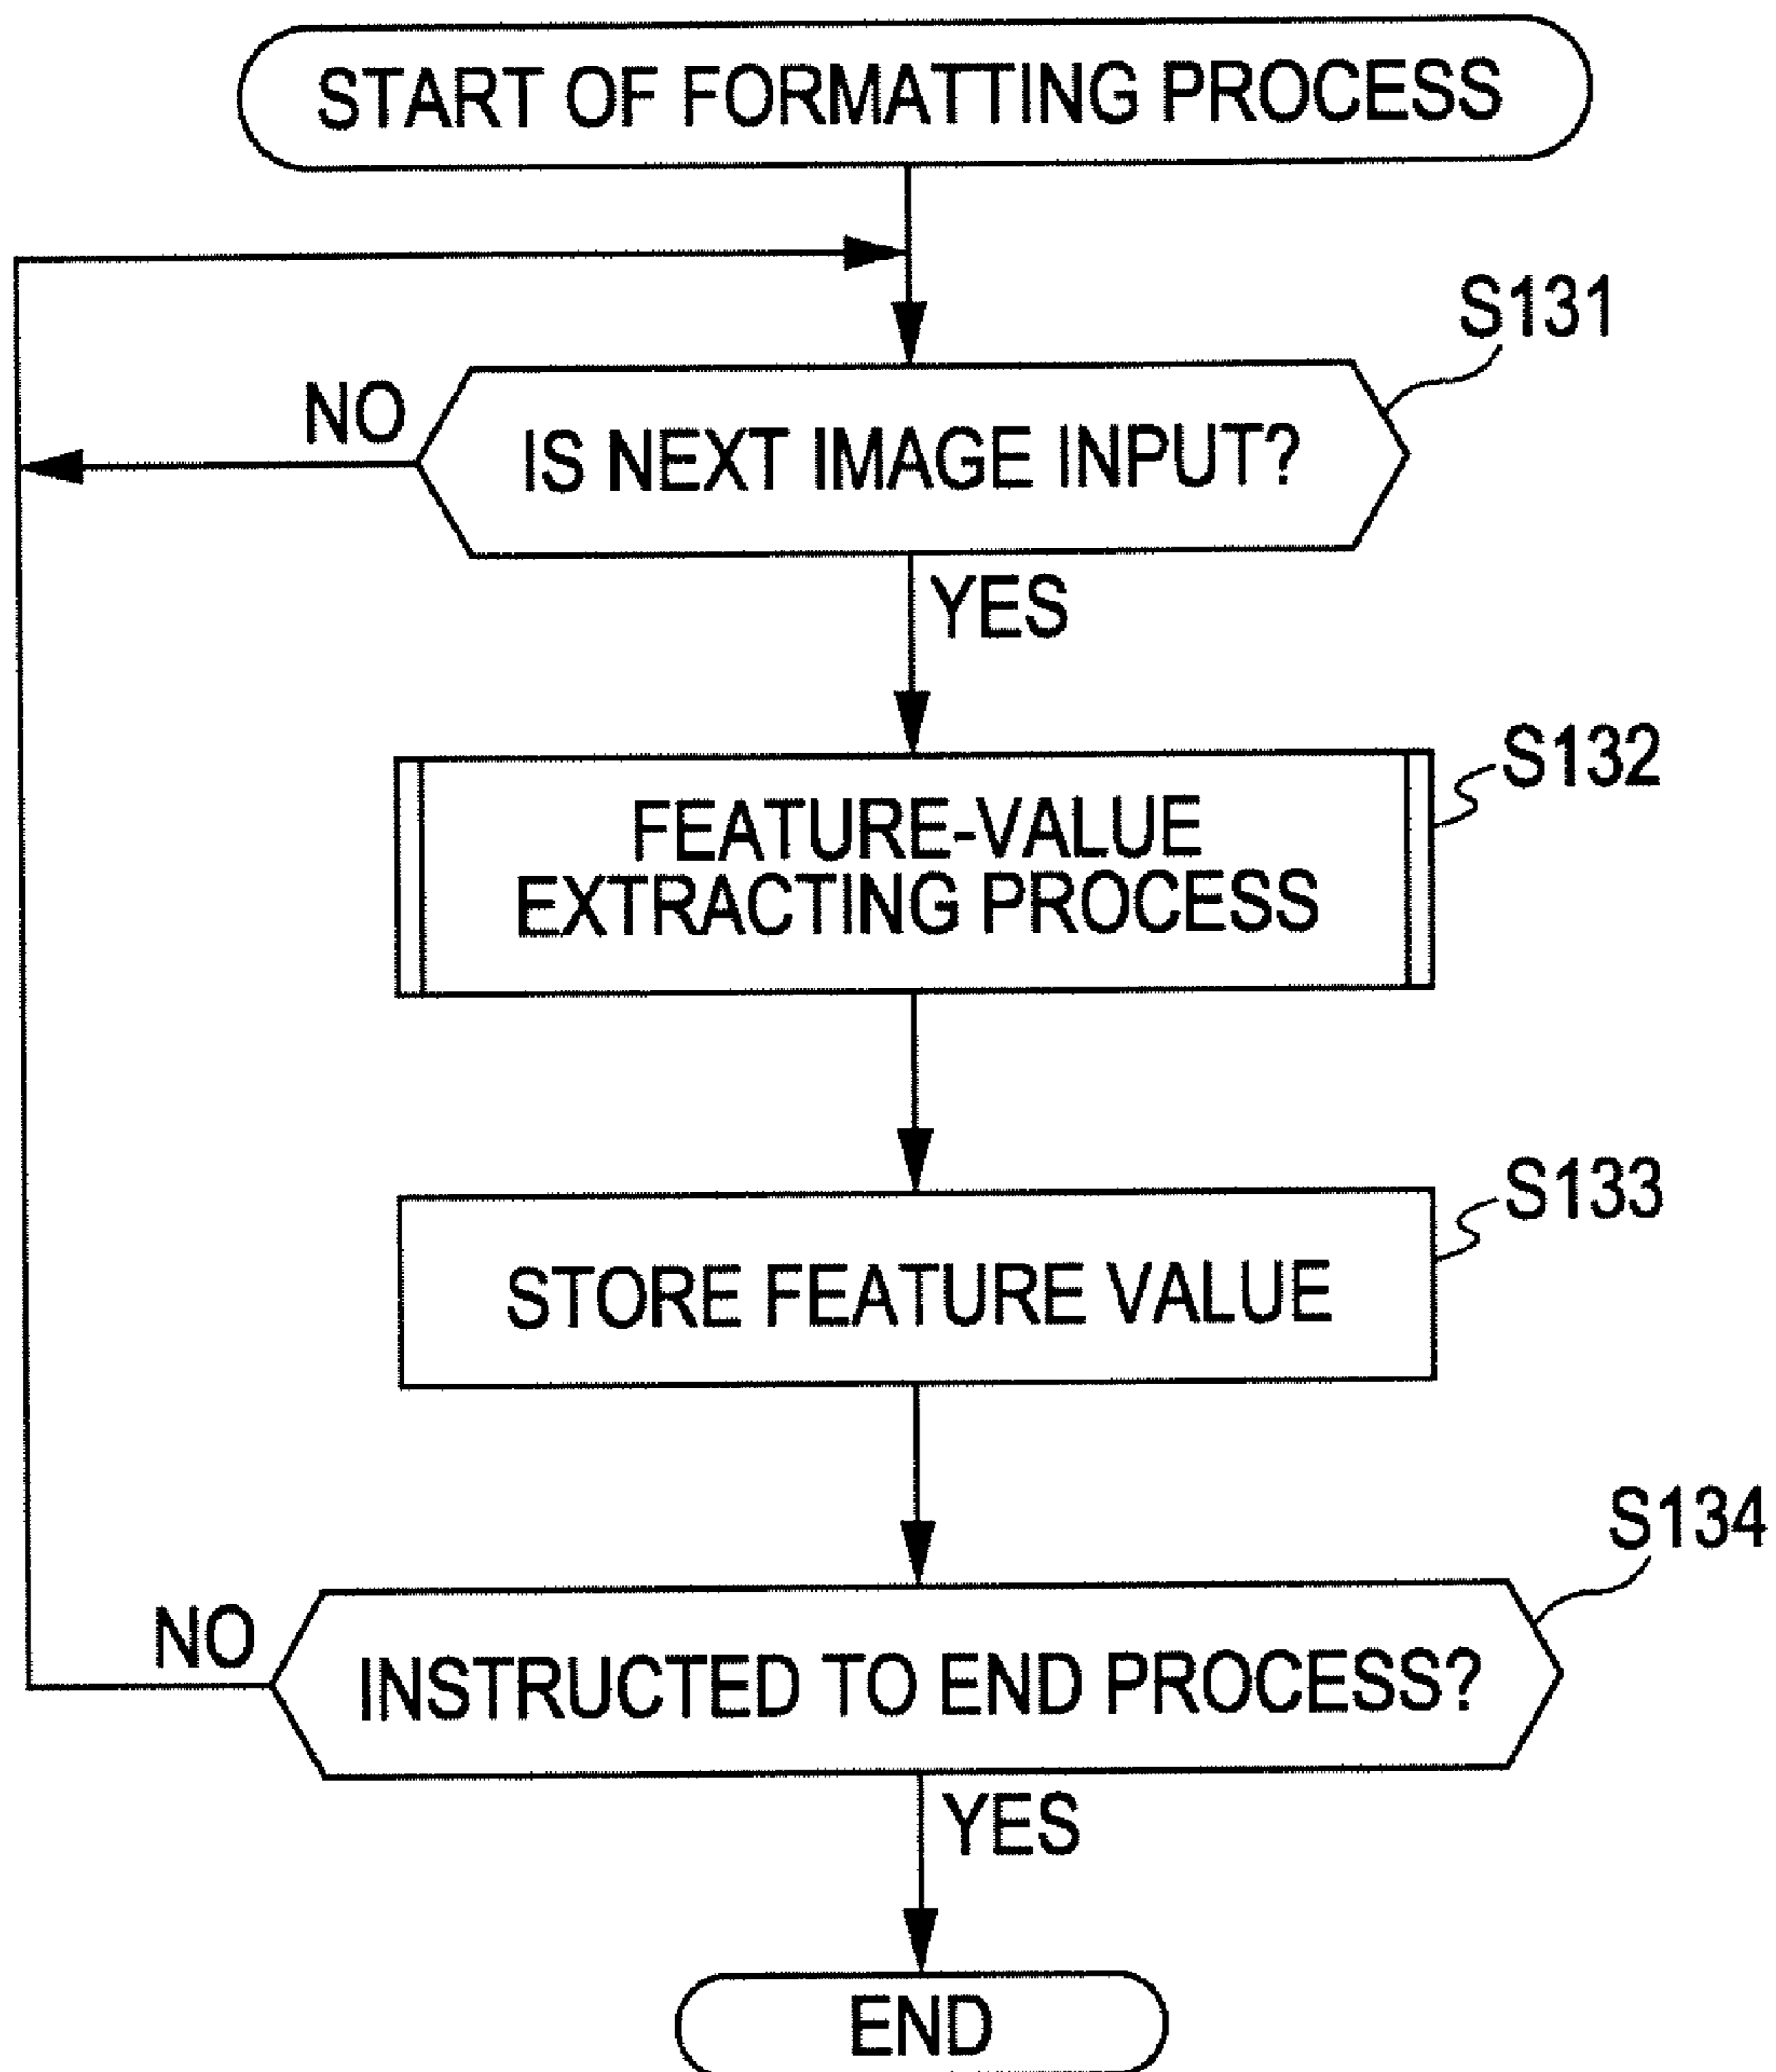 START OF FORMATTING PROCESS
S131
NO
IS NEXT IMAGE INPUT?
YES
S132
FEATURE-VALUE
EXTRACTING PROCESS
S133
STORE FEATURE VALUE
S134
NO
INSTRUCTED TO END PROCESS?
YES
END